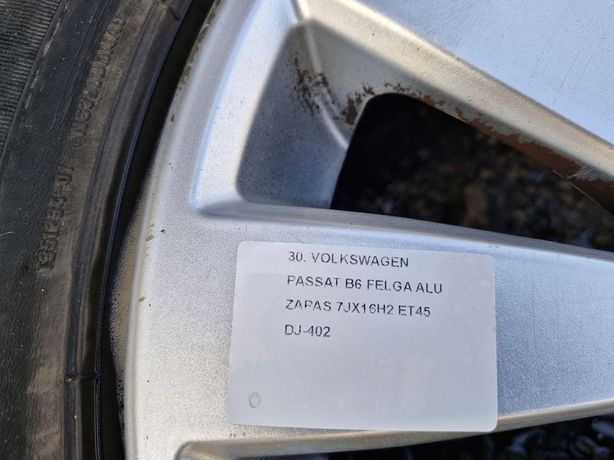 30. VOLKSWAGEN
PASSAT B6 FELGA ALU
ZAPAS 7JX16H2 ET45
DJ-402